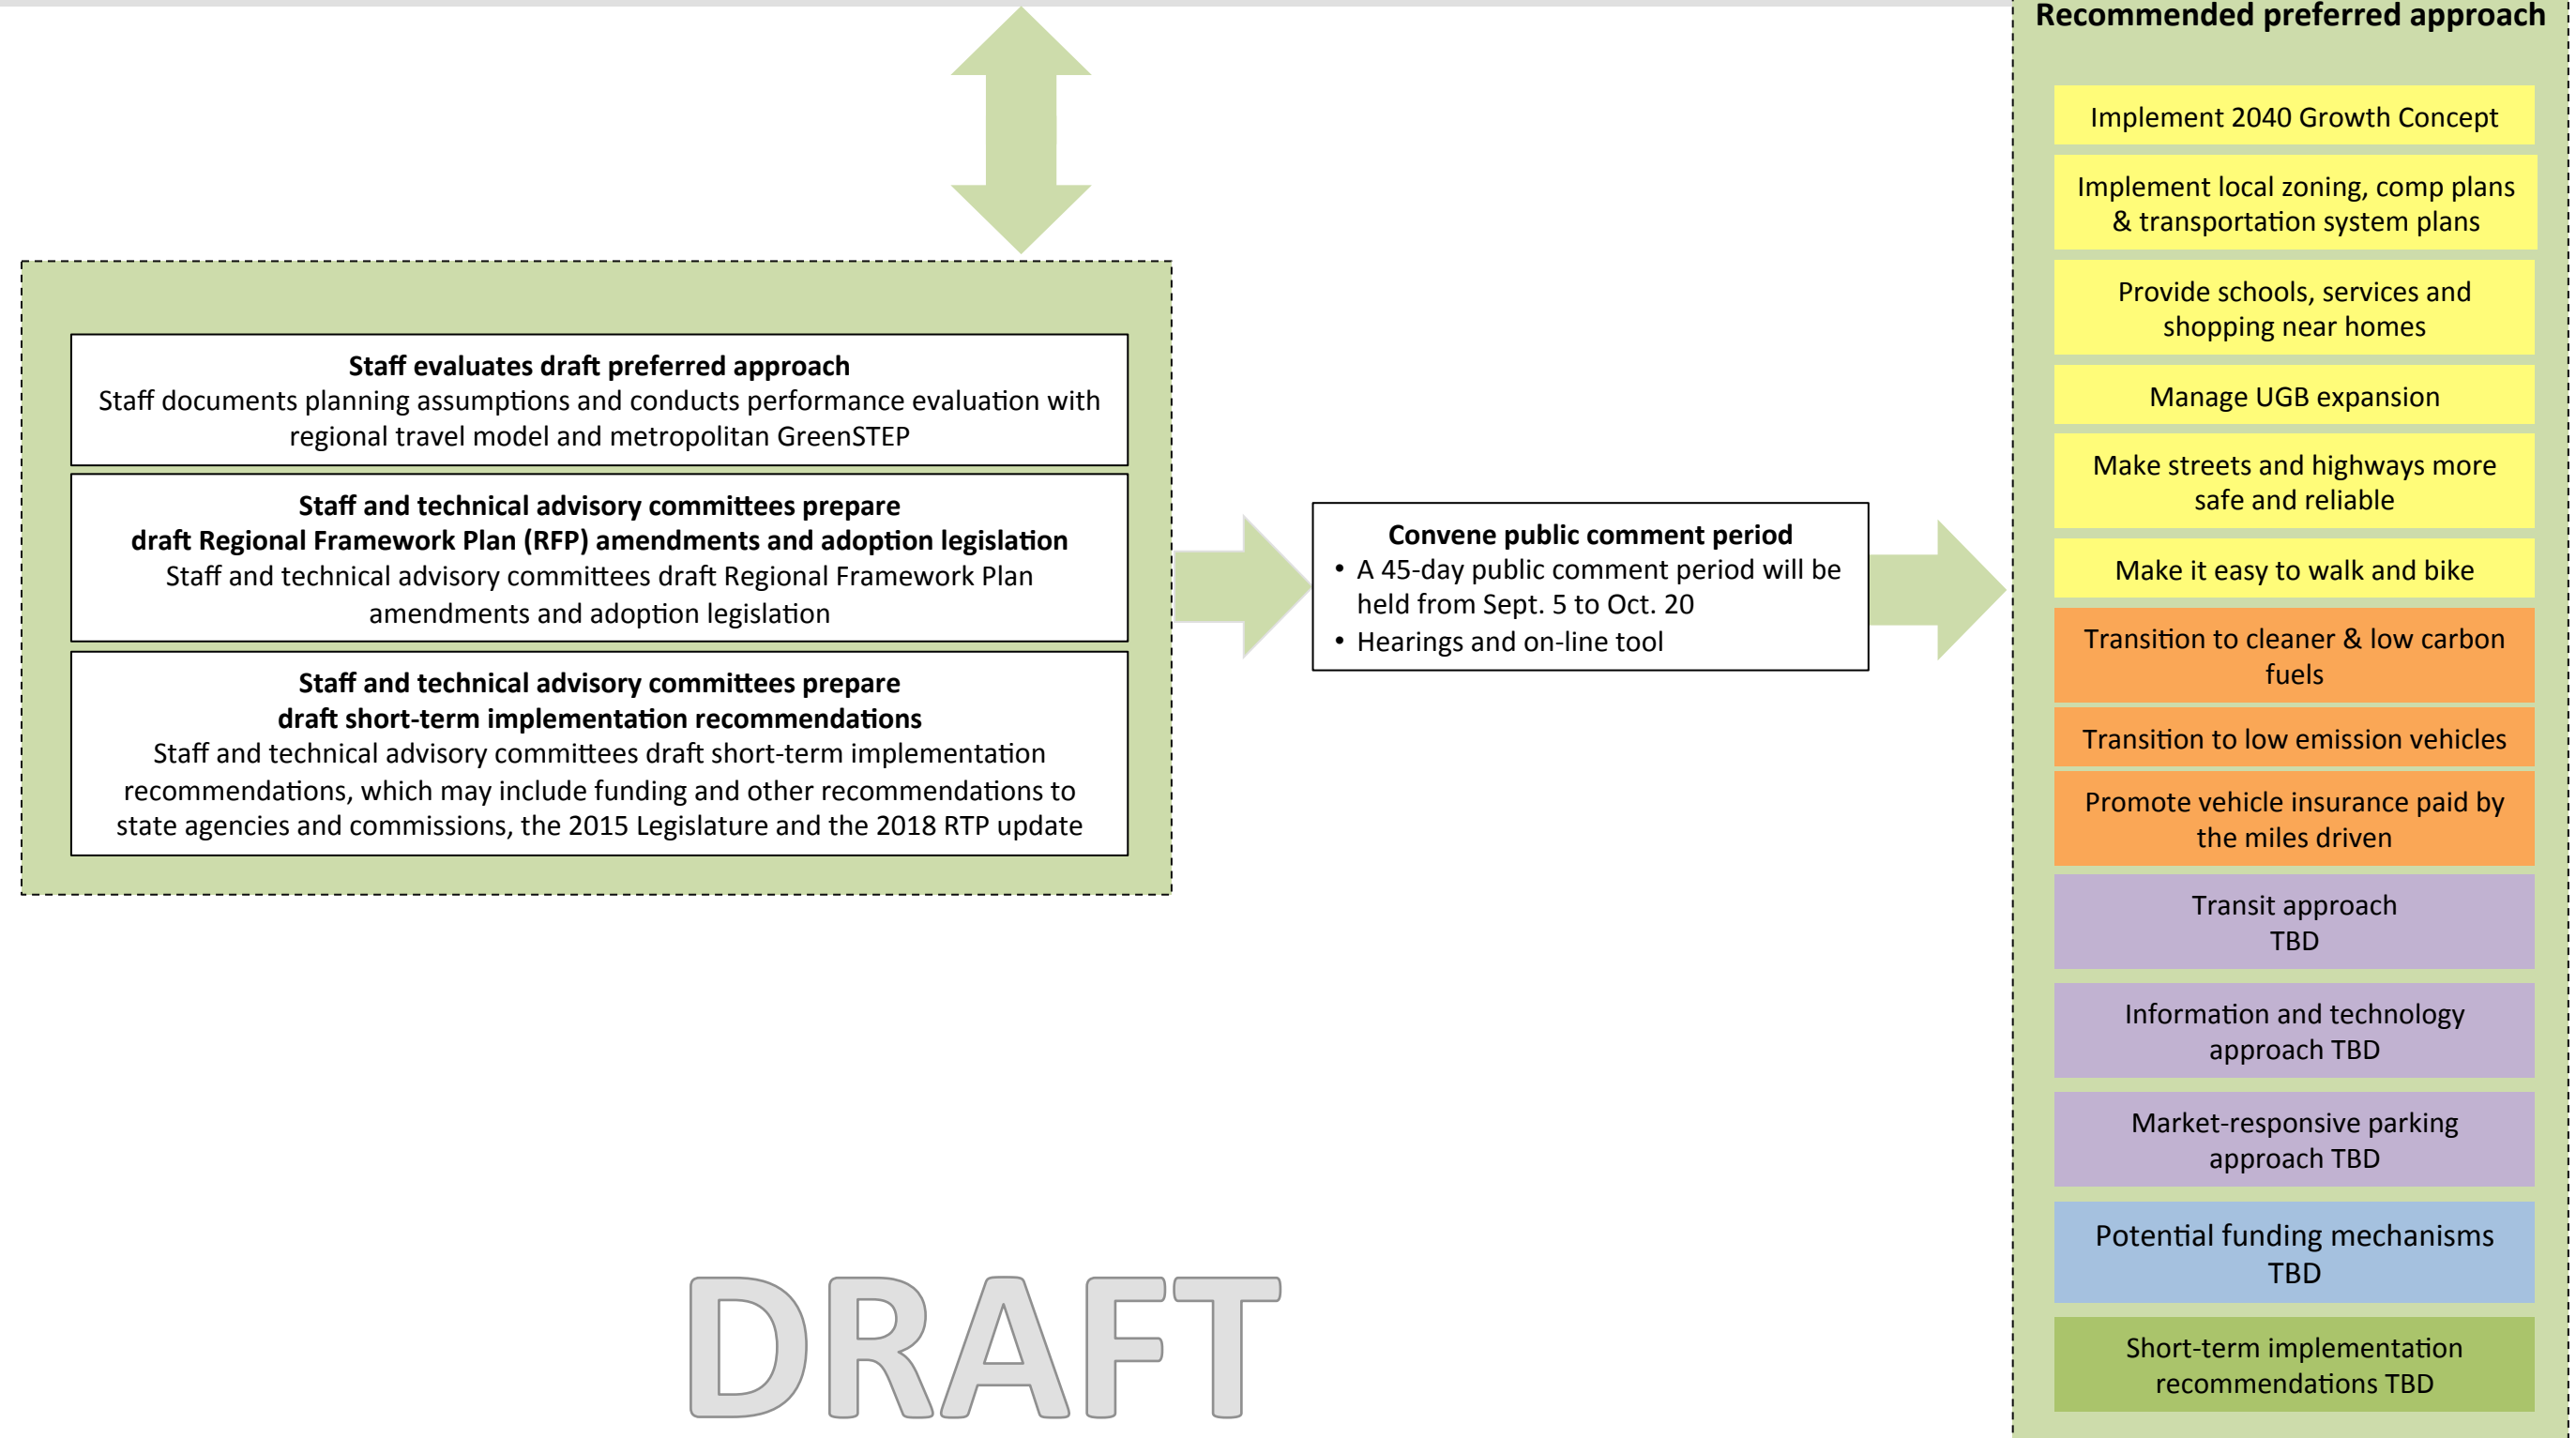 Staff evaluates draft preferred approach
Staff documents planning assumptions and conducts performance evaluation with
regional travel model and metropolitan GreenSTEP
Staff and technical advisory committees prepare
draft Regional Framework Plan (RFP) amendments and adoption legislation
Staff and technical advisory committees draft Regional Framework Plan
amendments and adoption legislation
Staff and technical advisory committees prepare
draft short-term implementation recommendations
Staff and technical advisory committees draft short-term implementation
recommendations, which may include funding and other recommendations to
state agencies and commissions, the 2015 Legislature and the 2018 RTP update
Convene public comment period
• A 45-day public comment period will be
held from Sept. 5 to Oct. 20
• Hearings and on-line tool
Recommended preferred approach
Implement 2040 Growth Concept
Implement local zoning, comp plans
& transportation system plans
Provide schools, services and
shopping near homes
Manage UGB expansion
Make streets and highways more
safe and reliable
Make it easy to walk and bike
Transition to cleaner & low carbon
fuels
Transition to low emission vehicles
Promote vehicle insurance paid by
the miles driven
Transit approach
TBD
Information and technology
approach TBD
Market-responsive parking
approach TBD
Potential funding mechanisms
TBD
Short-term implementation
recommendations TBD
DRAFT